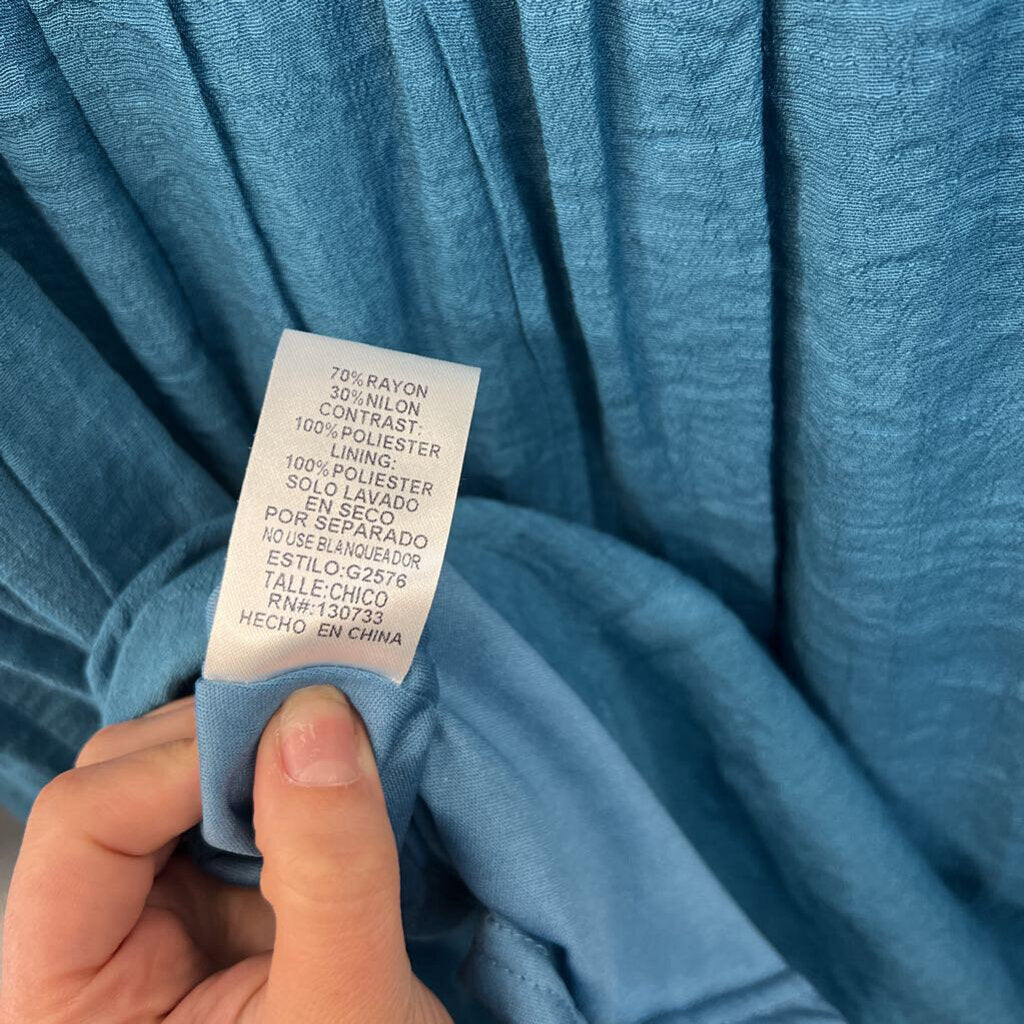 70%RAYON
30%NILON
CONTRAST:
100%POLIESTER
LINING:
100%POLIESTER
SOLO LAVADO
EN SECO
POR SEPARADO
NO USE BLANQUEADOR
ESTILO:G2576
TALLE:CHICO
RN#:130733
HECHO EN CHINA